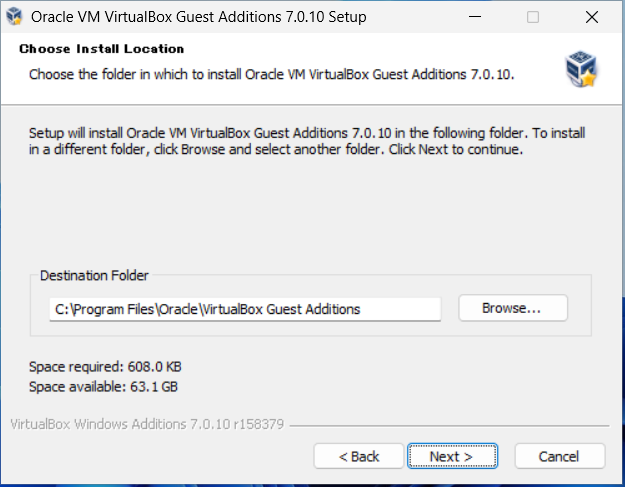 Oracle VM VirtualBox Guest Additions 7.0.10 Setup
Choose Install Location
Choose the folder in which to install Oracle VM VirtualBox Guest Additions 7.0.10.
Setup will install Oracle VM VirtualBox Guest Additions 7.0.10 in the following folder. To install
in a different folder, click Browse and select another folder. Click Next to continue.
Destination Folder
C:\Program Files\Oracle\VirtualBox Guest Additions
Browse...
Space required: 608.0 KB
Space available: 63.1 GB
VirtualBox Windows Additions 7.0.10 r158379
< Back
Next >
Cancel